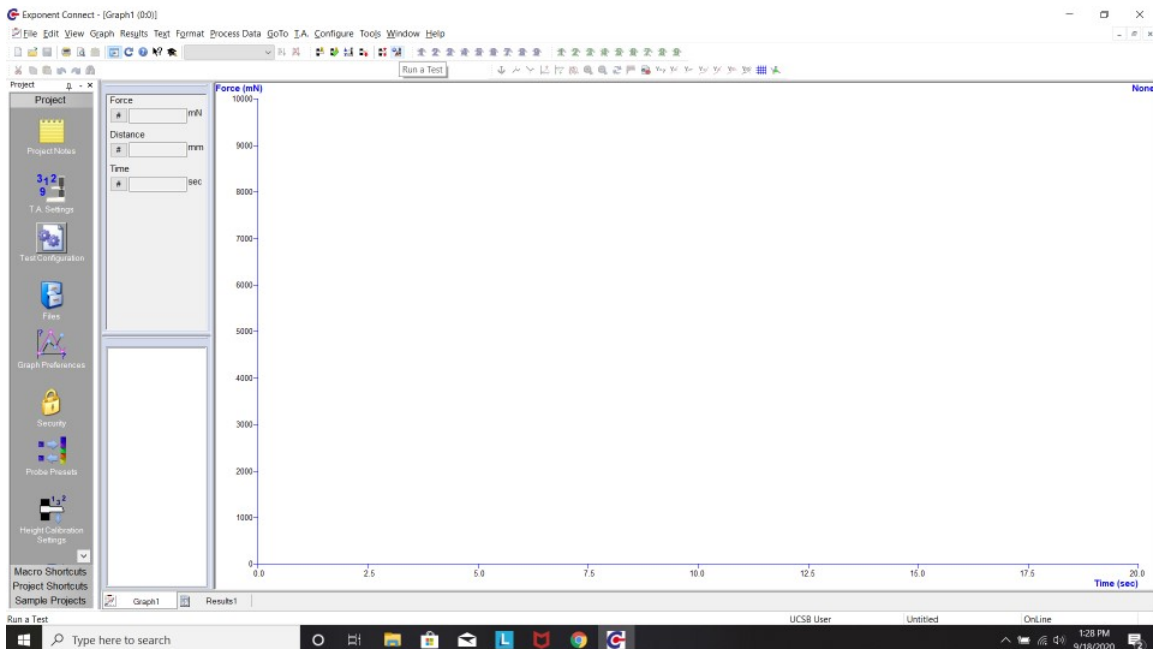 Exponent Connect - [Graph1 (0:0)]
File Edit View Graph Results Text Format Process Data GoTo T.A. Configure Tools Window Help
Run a Test
Project
Project
Project Notes
T.A. Settings
Test Configuration
Files
Graph Preferences
Security
Probe Presets
Height Calibration
Settings
Macro Shortcuts
Project Shortcuts
Sample Projects
Force
# mN
Distance
# mm
Time
# sec
Force (mN)
None
10000
9000
8000
7000
6000
5000
4000
3000
2000
1000
0
0.0 2.5 5.0 7.5 10.0 12.5 15.0 17.5 20.0
Time (sec)
Graph1 Results1
Run a Test UCSB User Untitled OnLine
Type here to search
1:28 PM
9/18/2020